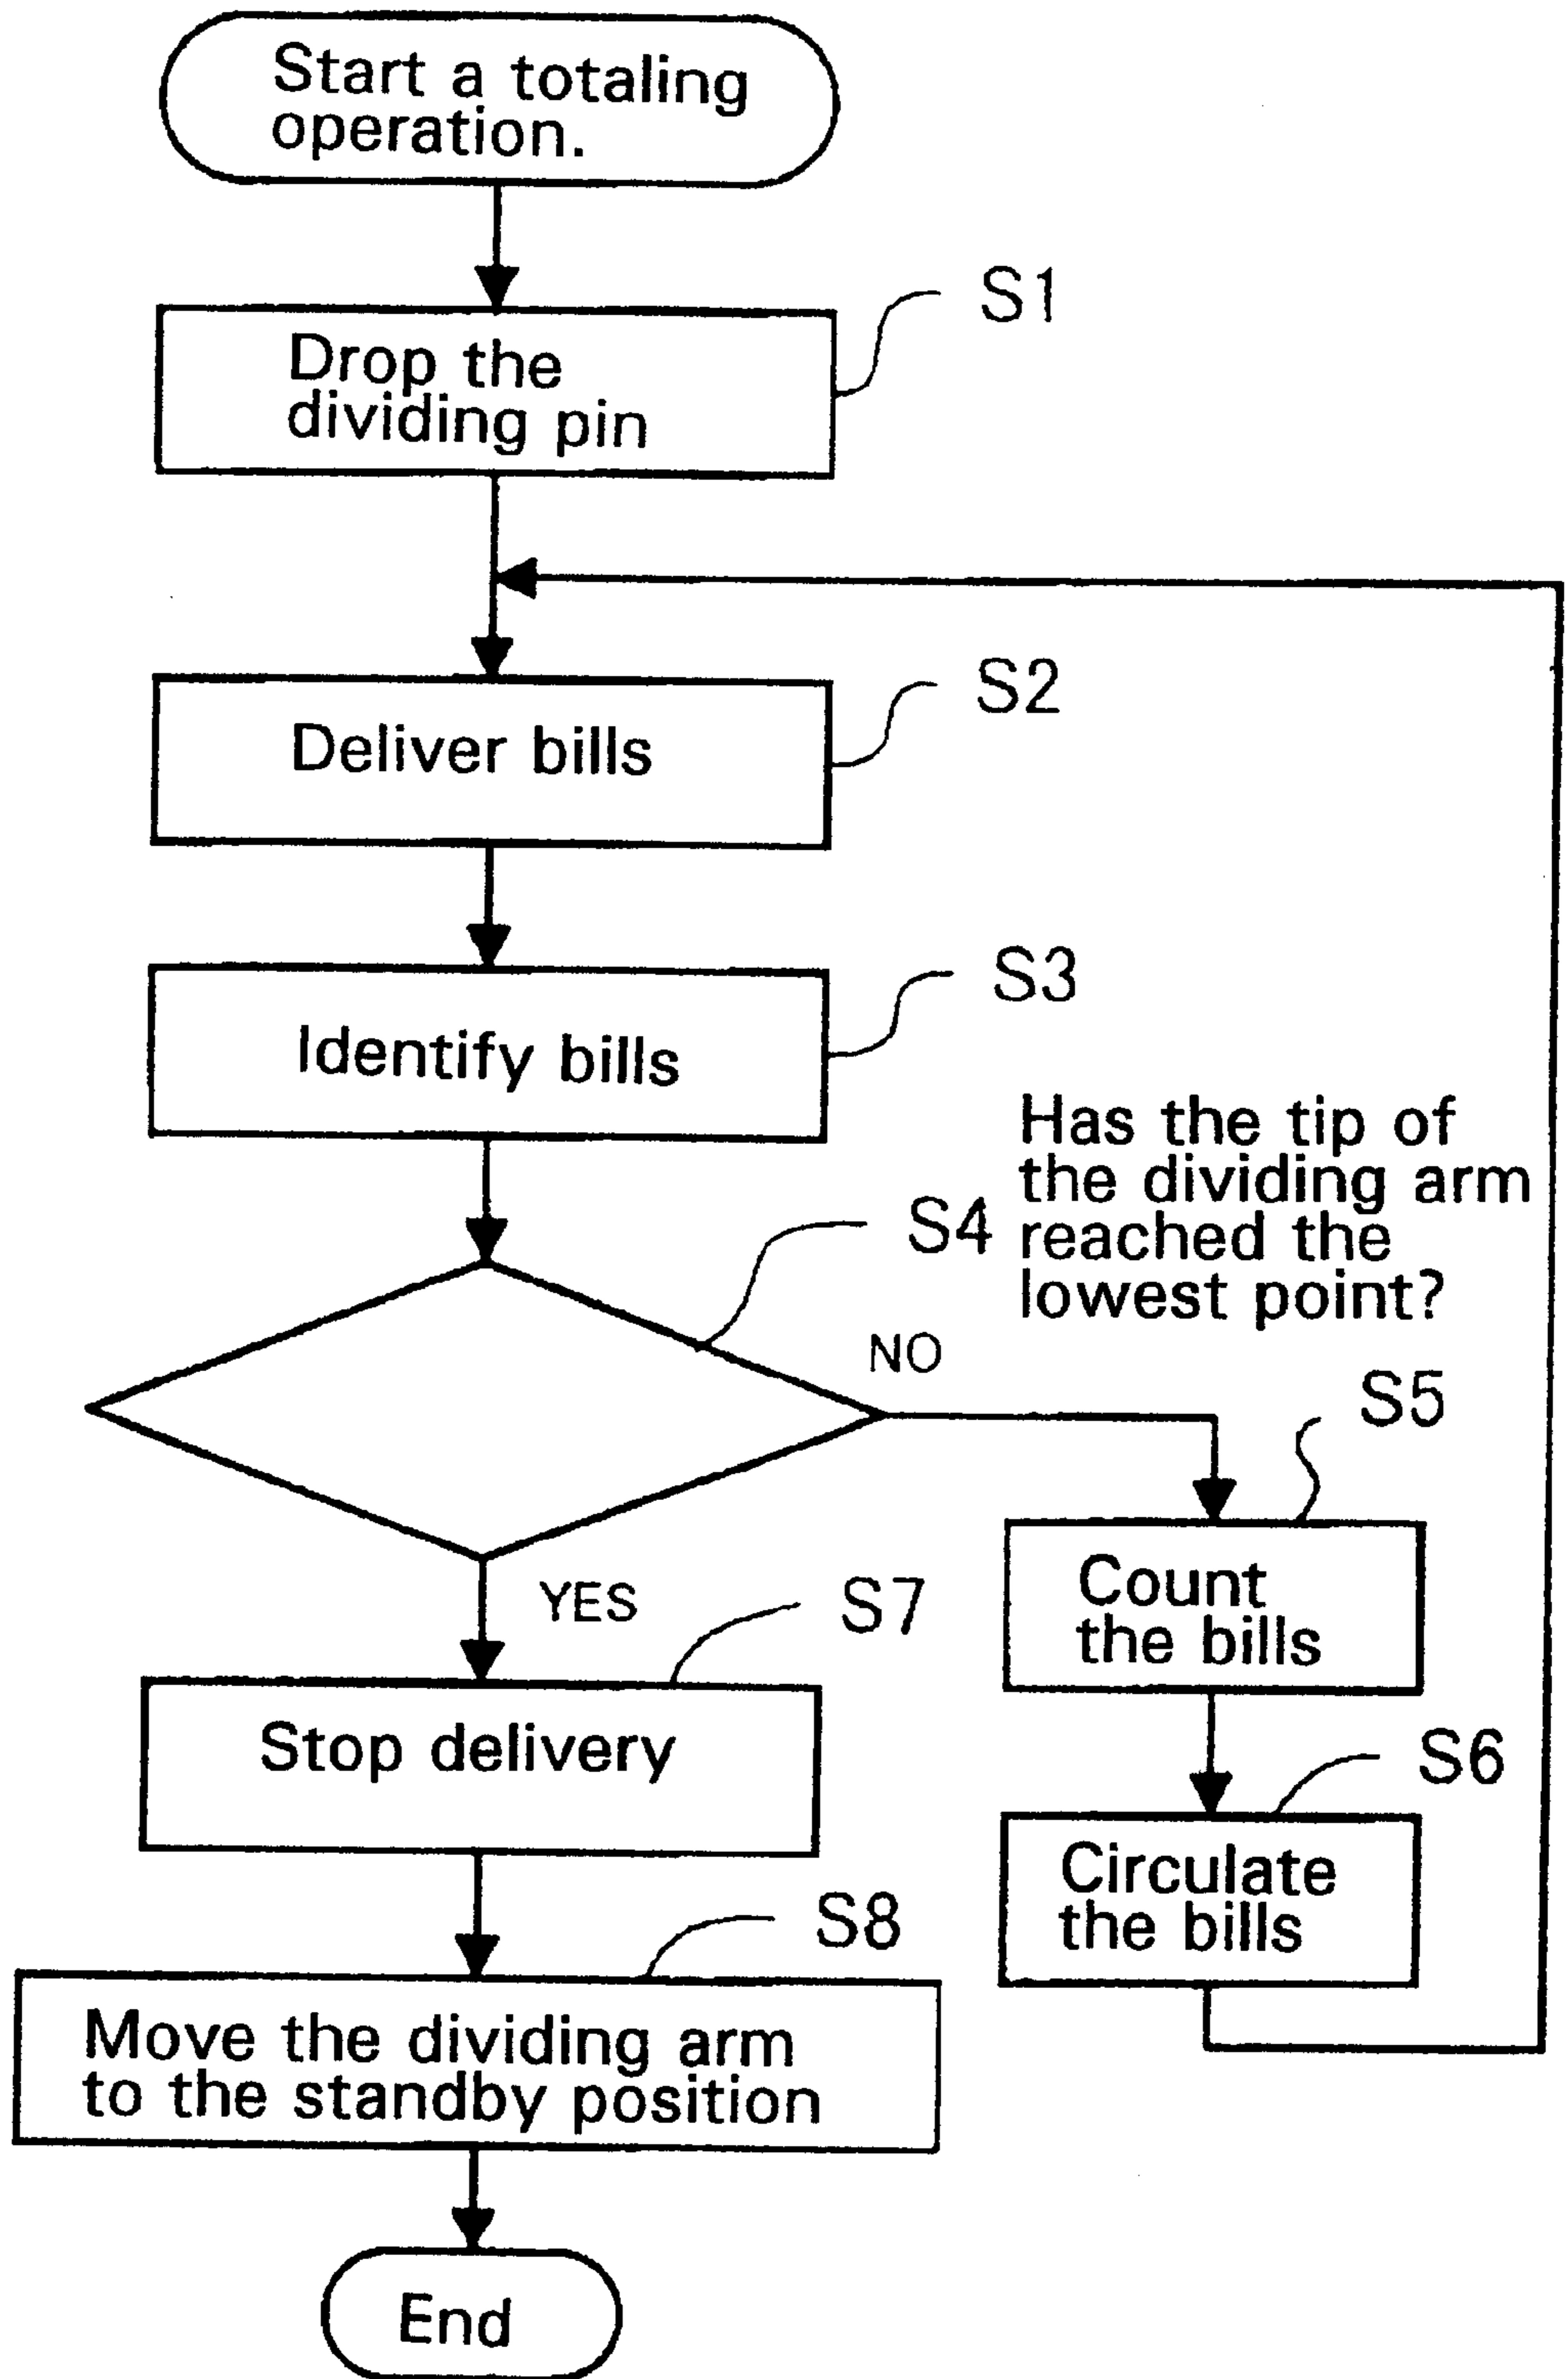 Start a totaling
operation.
S1
Drop the
dividing pin
S2
Deliver bills
S3
Identify bills
S4
Has the tip of
the dividing arm
reached the
lowest point?
NO
S5
Count
the bills
YES
S7
Stop delivery
S6
Circulate
the bills
S8
Move the dividing arm
to the standby position
End